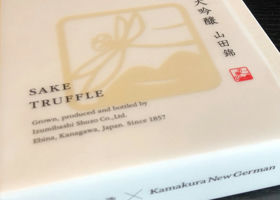 大吟醸 山田錦
SAKE
TRUFFLE
Grown, produced and bottled by
Izumibashi Shuzo Co.,Ltd.
Ebina, Kanagawa, Japan. Since 1857
× Kamakura New German